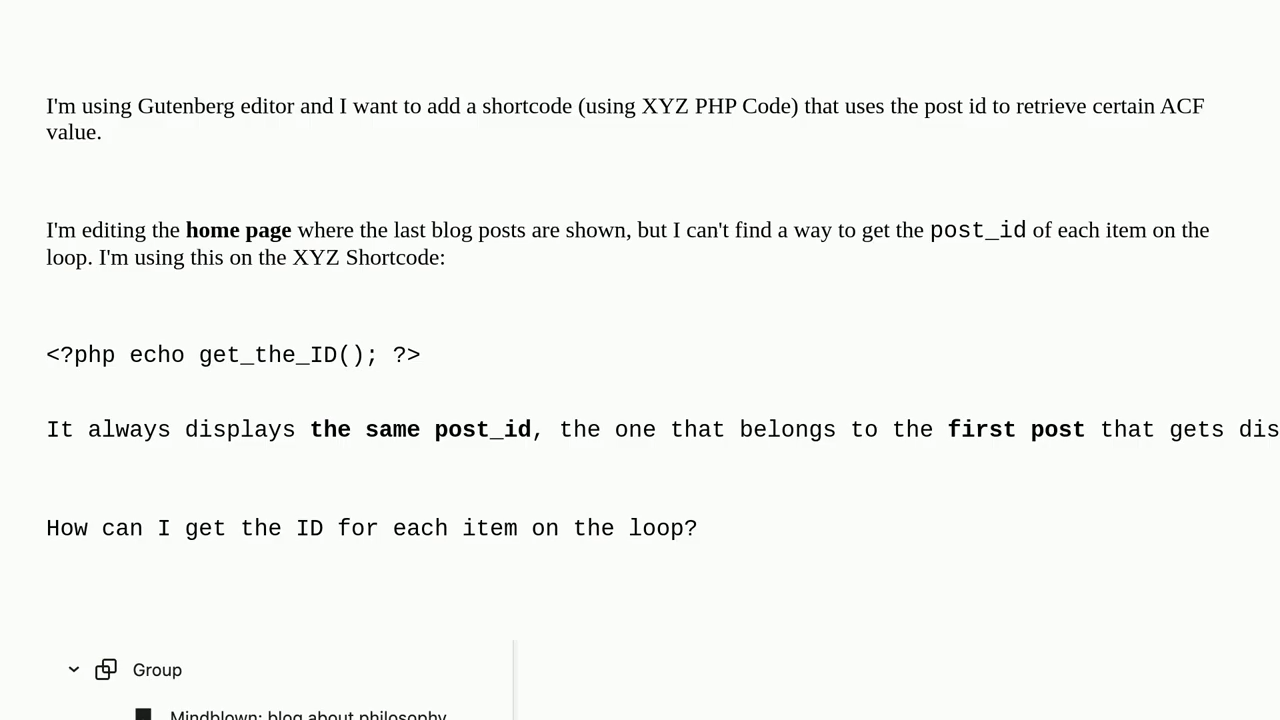 I'm using Gutenberg editor and I want to add a shortcode (using XYZ PHP Code) that uses the post id to retrieve certain ACF
value.
I'm editing the home page where the last blog posts are shown, but I can't find a way to get the post_id of each item on the
loop. I'm using this on the XYZ Shortcode:
<?php echo get_the_ID(); ?>
It always displays the same post_id, the one that belongs to the first post that gets dis
How can I get the ID for each item on the loop?
Group
Mindblown: blog about philosophy